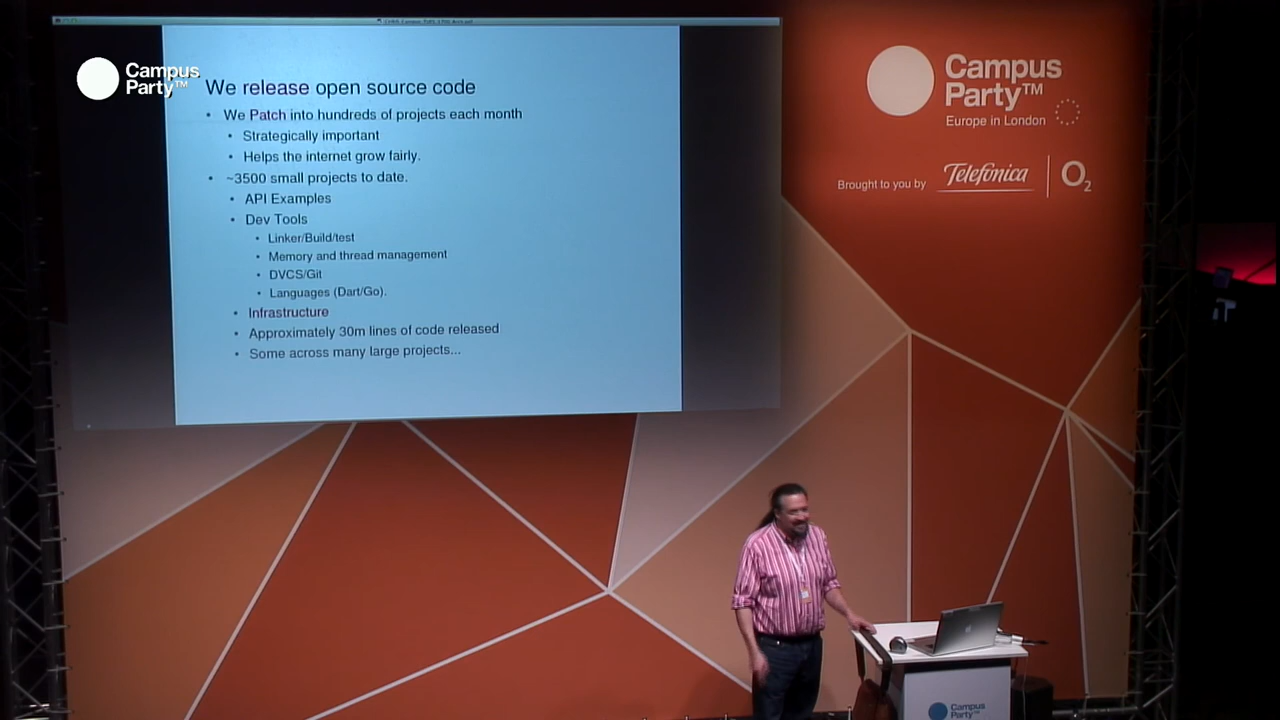 Campus
Party™
We release open source code
• We Patch into hundreds of projects each month
• Strategically important
• Helps the internet grow fairly.
• ~3500 small projects to date.
• API Examples
• Dev Tools
• Linker/Build/test
• Memory and thread management
• DVCS/Git
• Languages (Dart/Go).
• Infrastructure
• Approximately 30m lines of code released
• Some across many large projects...
Campus
Party™
Europe in London
Brought to you by Telefónica O2
Campus
Party™